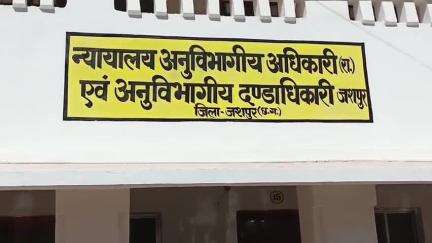 न्यायालय अनुविभागीय अधिकारी (रा.)
एवं अनुविभागीय दण्डाधिकारी जशपुर
जिला - जशपुर (छ.ग.)